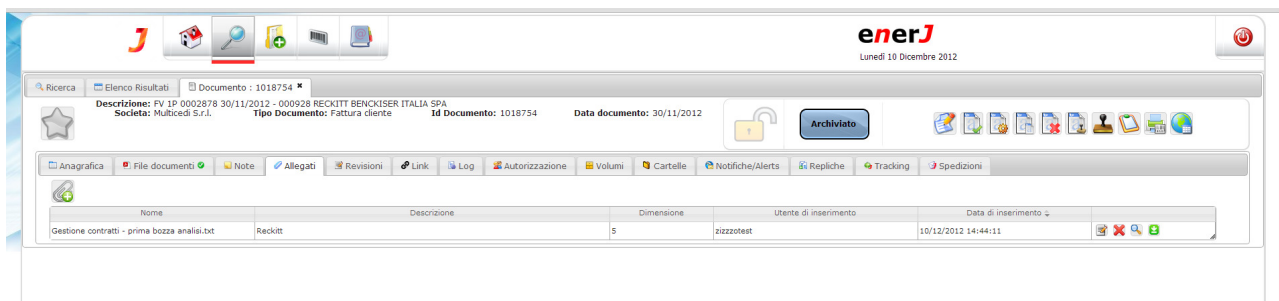 J
enerJ
Lunedì 10 Dicembre 2012
Ricerca Elenco Risultati Documento : 1018754 ×
Descrizione: FV 1P 0002878 30/11/2012 - 000928 RECKITT BENCKISER ITALIA SPA
Societa: Multicedi S.r.l. Tipo Documento: Fattura cliente Id Documento: 1018754 Data documento: 30/11/2012
Archiviato
Anagrafica File documenti Note Allegati Revisioni Link Log Autorizzazione Volumi Cartelle Notifiche/Alerts Repliche Tracking Spedizioni
Nome Descrizione Dimensione Utente di inserimento Data di inserimento
Gestione contratti - prima bozza analisi.txt Reckitt 5 zizzzotest 10/12/2012 14:44:11